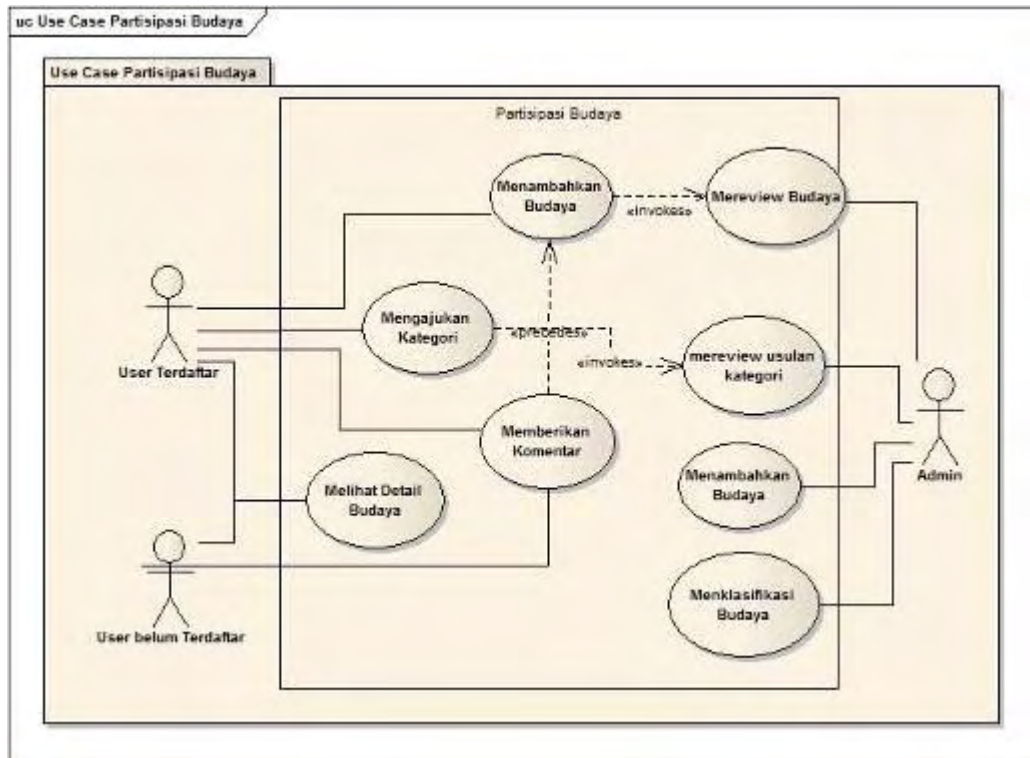 uc Use Case Partisipasi Budaya
Use Case Partisipasi Budaya
Partisipasi Budaya
Menambahkan
Budaya
«invokes»
Mereview Budaya
Mengajukan
Kategori
«precedes»
«invokes»
mereview usulan
kategori
User Terdaftar
Memberikan
Komentar
Menambahkan
Budaya
Admin
Melihat Detail
Budaya
Menklasifikasi
Budaya
User belum Terdaftar